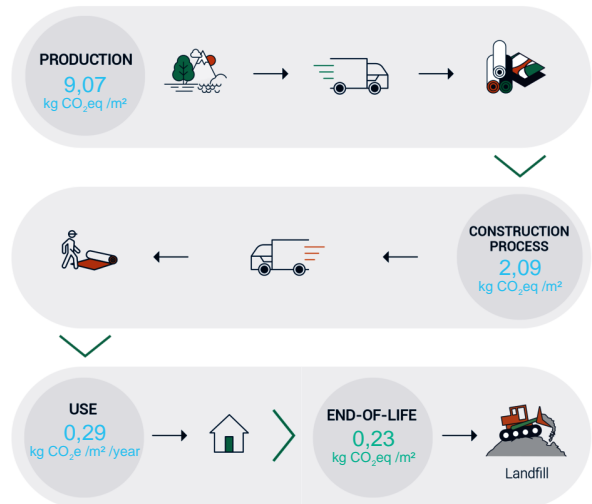 PRODUCTION
9,07
kg CO₂eq /m²
CONSTRUCTION
PROCESS
2,09
kg CO₂eq /m²
USE
0,29
kg CO₂e /m² /year
END-OF-LIFE
0,23
kg CO₂eq /m²
Landfill